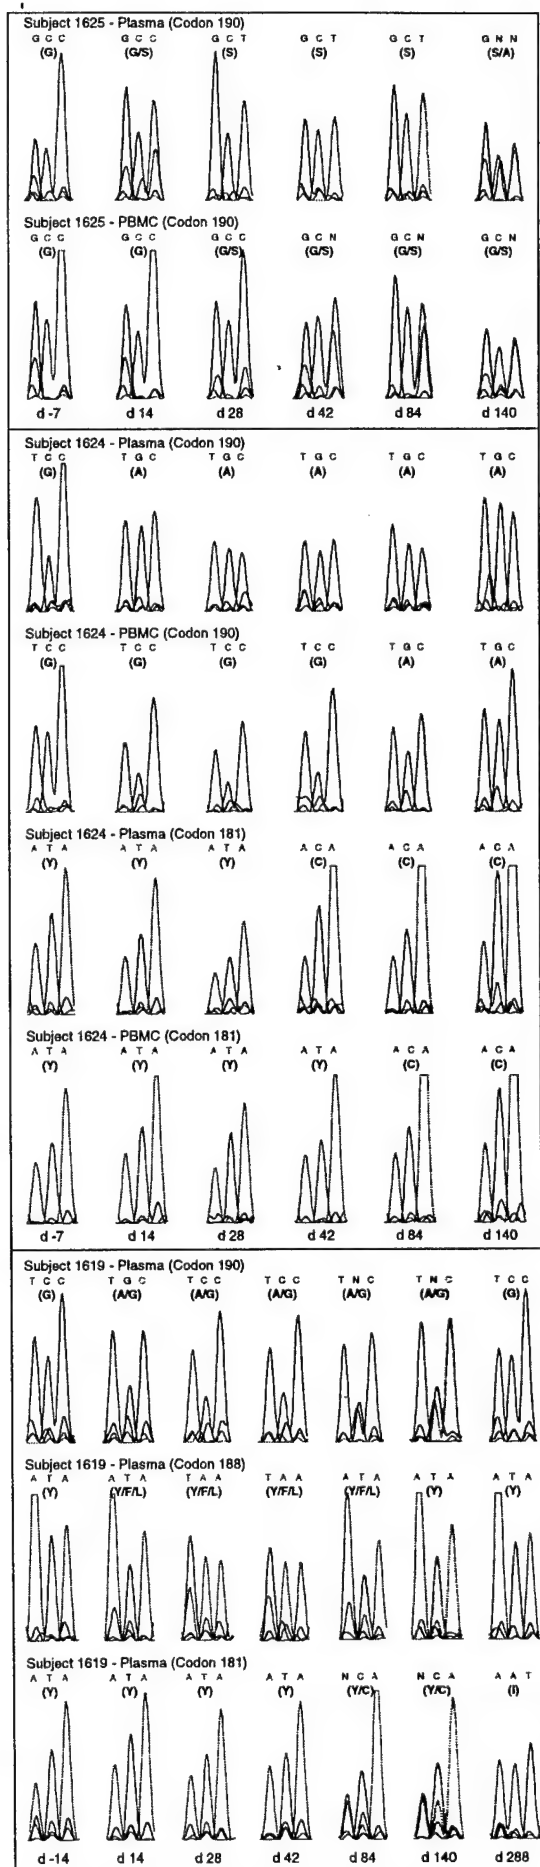 Subject 1625 - Plasma (Codon 190)
G C C G C C G C T G C T G C T G N N
(G) (G/S) (S) (S) (S) (S/A)
Subject 1625 - PBMC (Codon 190)
G C C G C C G C C G C N G C N G C N
(G) (G) (G/S) (G/S) (G/S) (G/S)
d -7 d 14 d 28 d 42 d 84 d 140
Subject 1624 - Plasma (Codon 190)
T C C T G C T G C T G C T G C T G C
(G) (A) (A) (A) (A) (A)
Subject 1624 - PBMC (Codon 190)
T C C T C C T C C T C C T G C T G C
(G) (G) (G) (G) (A) (A)
Subject 1624 - Plasma (Codon 181)
A T A A T A A T A A C A A C A A C A
(Y) (Y) (Y) (C) (C) (C)
Subject 1624 - PBMC (Codon 181)
A T A A T A A T A A T A A C A A C A
(Y) (Y) (Y) (Y) (C) (C)
d -7 d 14 d 28 d 42 d 84 d 140
Subject 1619 - Plasma (Codon 190)
T C C T G C T C C T C C T N C T N C T C C
(G) (A/G) (A/G) (A/G) (A/G) (A/G) (G)
Subject 1619 - Plasma (Codon 188)
A T A A T A T A A T A A A T A A T A A T A
(Y) (Y/F/L) (Y/F/L) (Y/F/L) (Y/F/L) (Y) (Y)
Subject 1619 - Plasma (Codon 181)
A T A A T A A T A A T A N C A N C A A A T
(Y) (Y) (Y) (Y) (Y/C) (Y/C) (I)
d -14 d 14 d 28 d 42 d 84 d 140 d 288